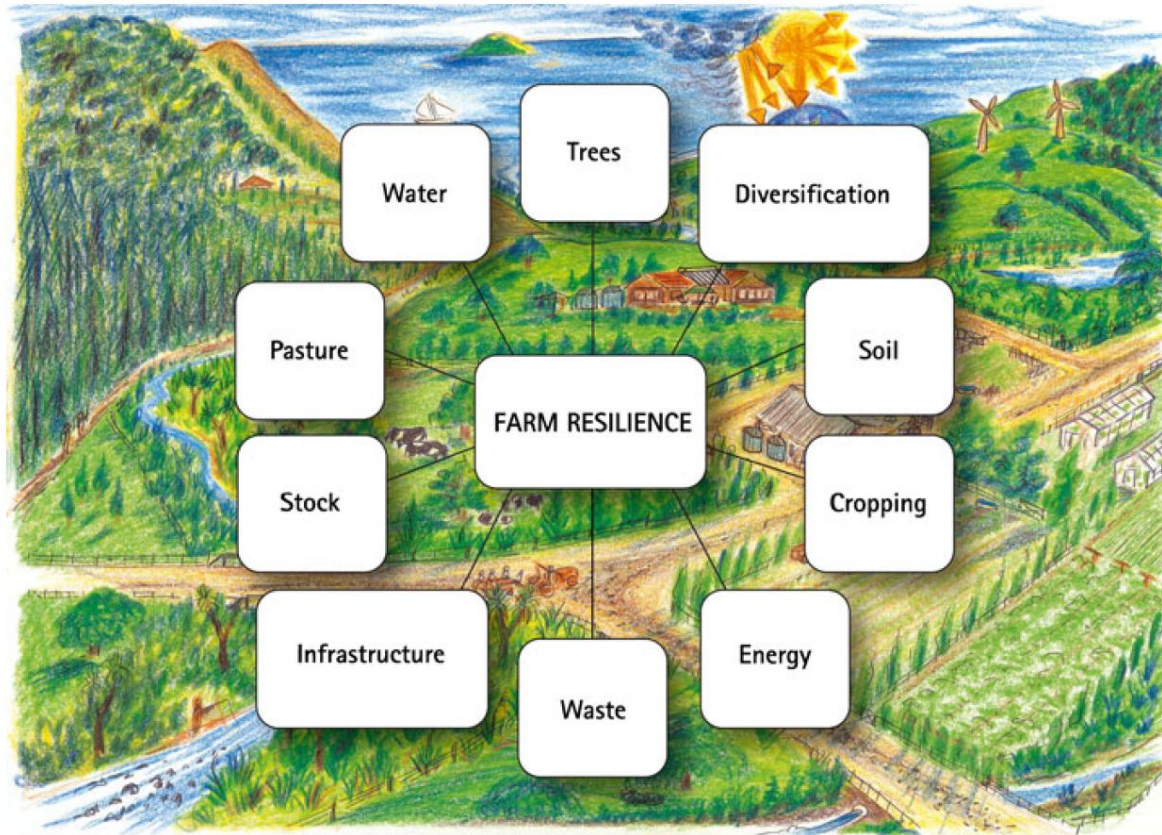 Trees
Water
Diversification
Pasture
Soil
FARM RESILIENCE
Stock
Cropping
Infrastructure
Energy
Waste